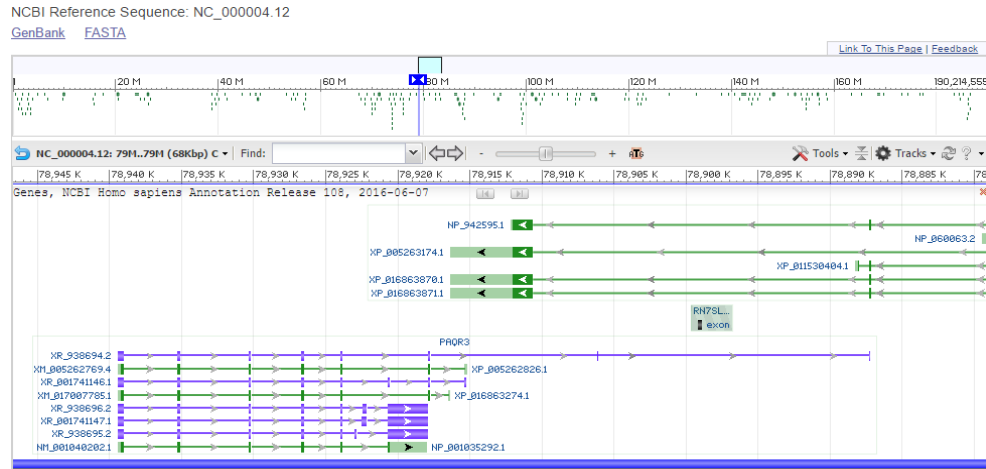 NCBI Reference Sequence: NC_000004.12
GenBank FASTA
Link To This Page | Feedback
20 M 40 M 60 M 80 M 100 M 120 M 140 M 160 M 190,214,555
NC_000004.12: 79M..79M (68Kbp) C Find: - + ATG Tools Tracks ?
78,945 K 78,940 K 78,935 K 78,930 K 78,925 K 78,920 K 78,915 K 78,910 K 78,905 K 78,900 K 78,895 K 78,890 K 78,885 K 78
Genes, NCBI Homo sapiens Annotation Release 108, 2016-06-07
NP_942595.1
NP_060063.2
XP_005263174.1
XP_011530404.1
XP_016863870.1
XP_016863871.1
RN7SL...
exon
PAQR3
XR_938694.2
XM_005262769.4 XP_005262826.1
XR_001741146.1
XM_017007785.1 XP_016863274.1
XR_938696.2
XR_001741147.1
XR_938695.2
NM_001040202.1 NP_001035292.1